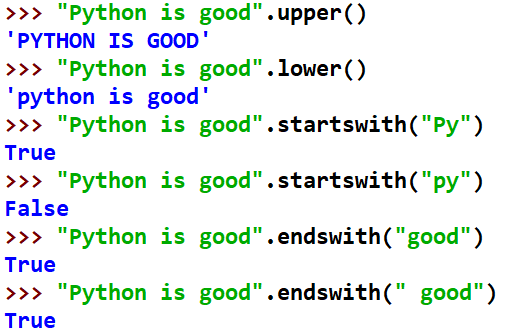 >>> "Python is good".upper()
'PYTHON IS GOOD'
>>> "Python is good".lower()
'python is good'
>>> "Python is good".startswith("Py")
True
>>> "Python is good".startswith("py")
False
>>> "Python is good".endswith("good")
True
>>> "Python is good".endswith(" good")
True